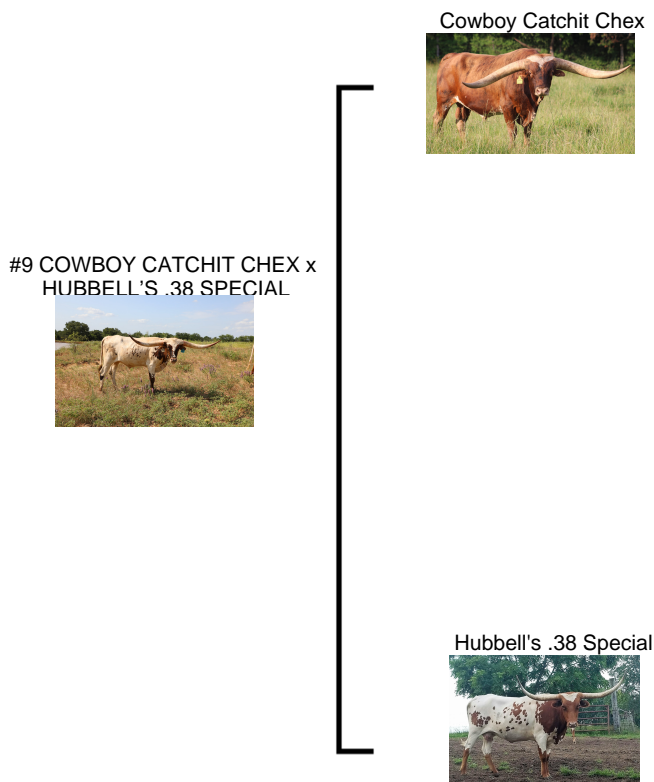 Cowboy Catchit Chex
#9 COWBOY CATCHIT CHEX x
HUBBELL'S .38 SPECIAL
Hubbell's .38 Special